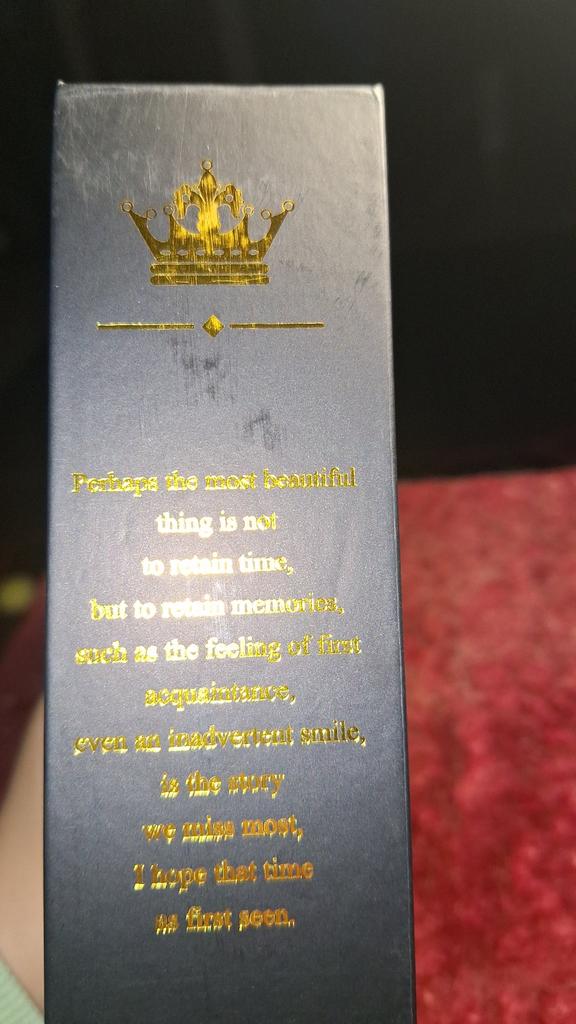 Perhaps the most beautiful
thing is not
to retain time,
but to retain memories,
such as the feeling of first
acquaintance,
even an inadvertent smile,
is the story
we miss most,
I hope that time
as first seen.